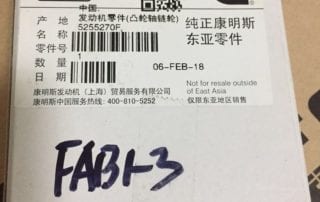 中国
产 地
发动机零件(凸轮轴链轮)
名 称
5255270F
零件号
数 量
1
纯正康明斯
东亚零件
06-FEB-18
Not for resale outside
of East Asia
仅限东亚地区销售
康明斯发动机（上海）贸易服务有限公司
康明斯中国服务热线: 400-810-5252
FAB1-3